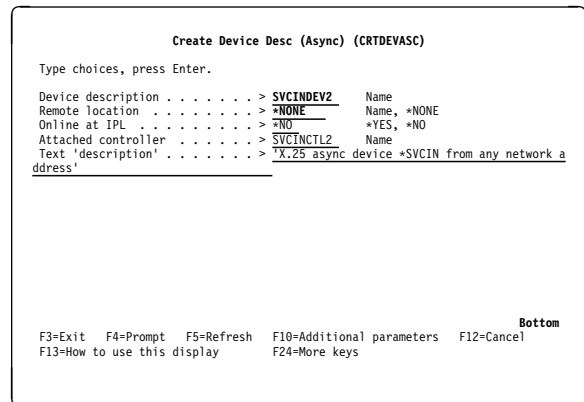 Create Device Desc (Async) (CRTDEVASC)
Type choices, press Enter.
Device description . . . . . . . > SVCINDEV2 Name
Remote location . . . . . . . . > *NONE Name, *NONE
Online at IPL . . . . . . . . . > *NO *YES, *NO
Attached controller . . . . . . > SVCINCTL2 Name
Text 'description' . . . . . . . > 'X.25 async device *SVCIN from any network a
ddress'
Bottom
F3=Exit F4=Prompt F5=Refresh F10=Additional parameters F12=Cancel
F13=How to use this display F24=More keys